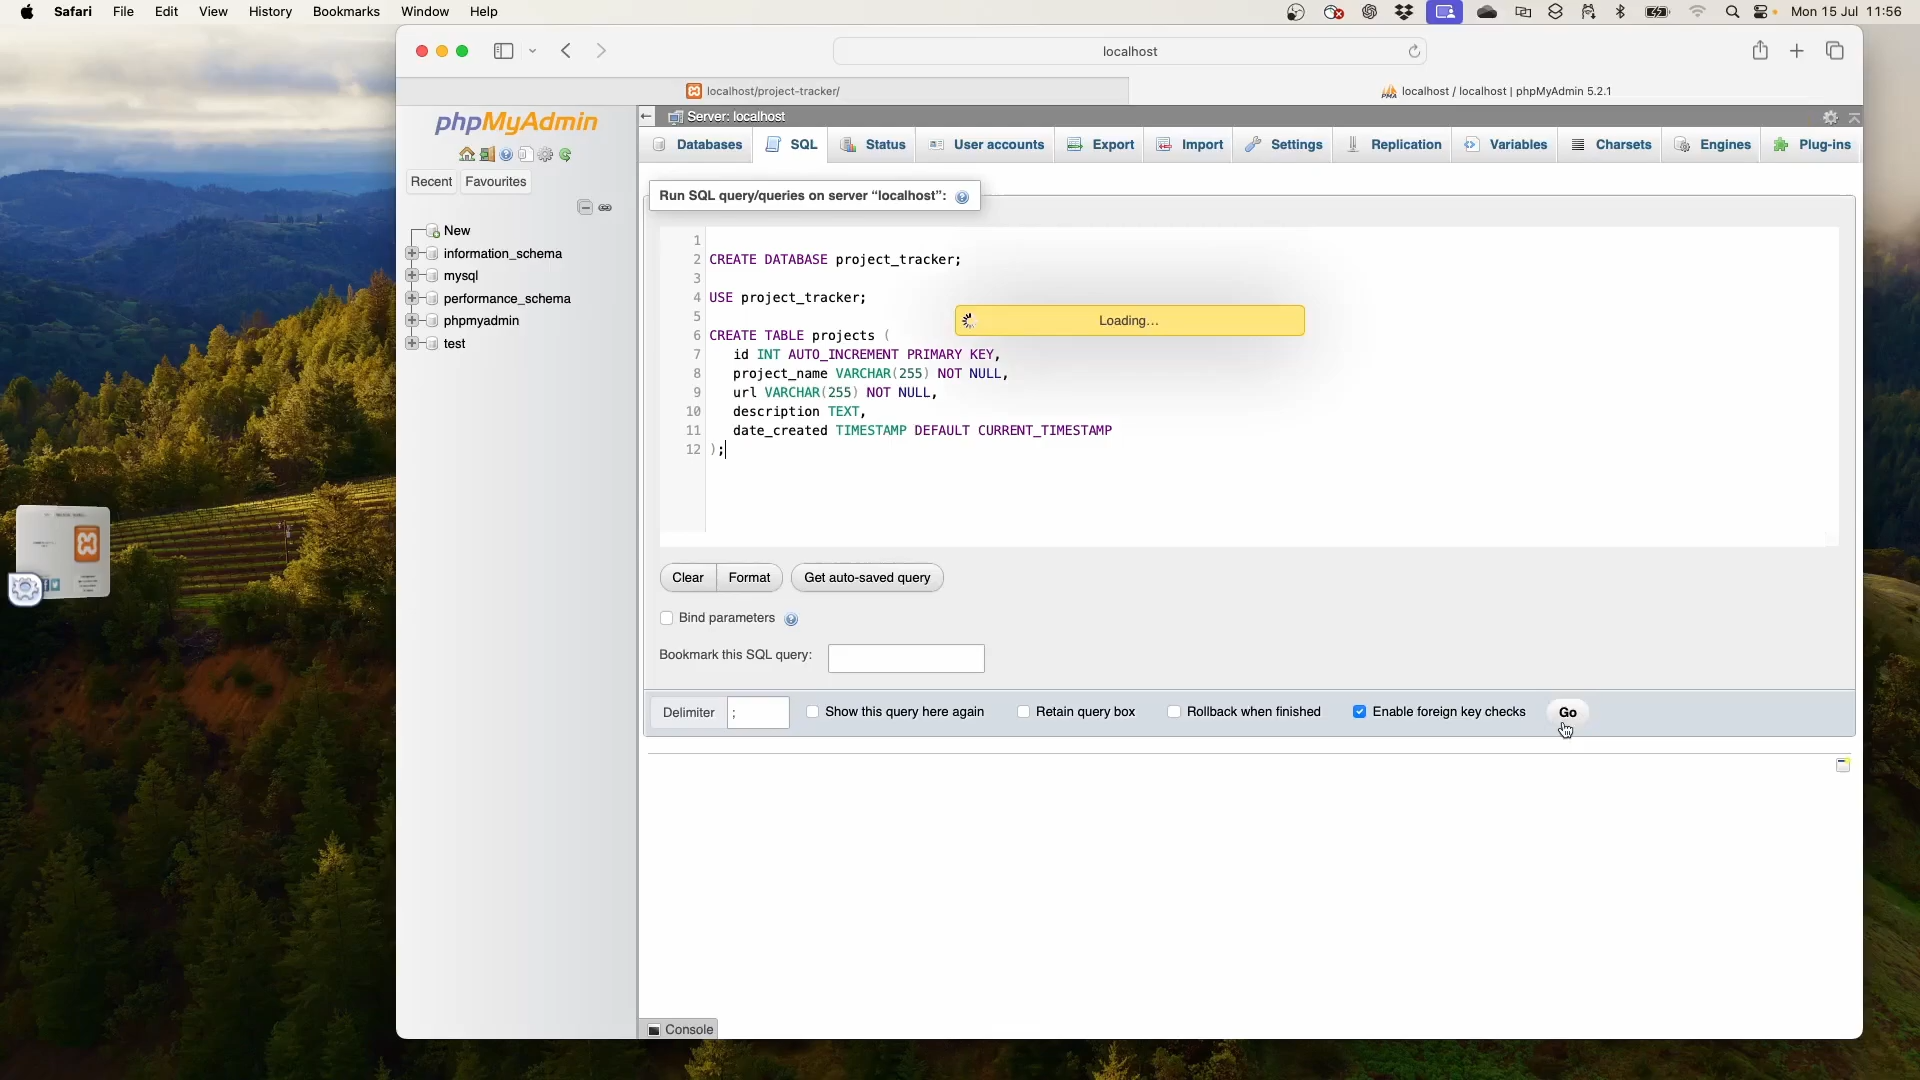 Safari File Edit View History Bookmarks Window Help
Mon 15 Jul 11:56
localhost
localhost/project-tracker/
localhost / localhost | phpMyAdmin 5.2.1
phpMyAdmin
Recent Favourites
New
information_schema
mysql
performance_schema
phpmyadmin
test
Server: localhost
Databases SQL Status User accounts Export Import Settings Replication Variables Charsets Engines Plug-ins
Run SQL query/queries on server “localhost”:
1
2 CREATE DATABASE project_tracker;
3
4 USE project_tracker;
5
6 CREATE TABLE projects (
7 id INT AUTO_INCREMENT PRIMARY KEY,
8 project_name VARCHAR(255) NOT NULL,
9 url VARCHAR(255) NOT NULL,
10 description TEXT,
11 date_created TIMESTAMP DEFAULT CURRENT_TIMESTAMP
12 );
Loading…
Clear Format Get auto-saved query
Bind parameters
Bookmark this SQL query:
Delimiter ; Show this query here again Retain query box Rollback when finished Enable foreign key checks Go
Console